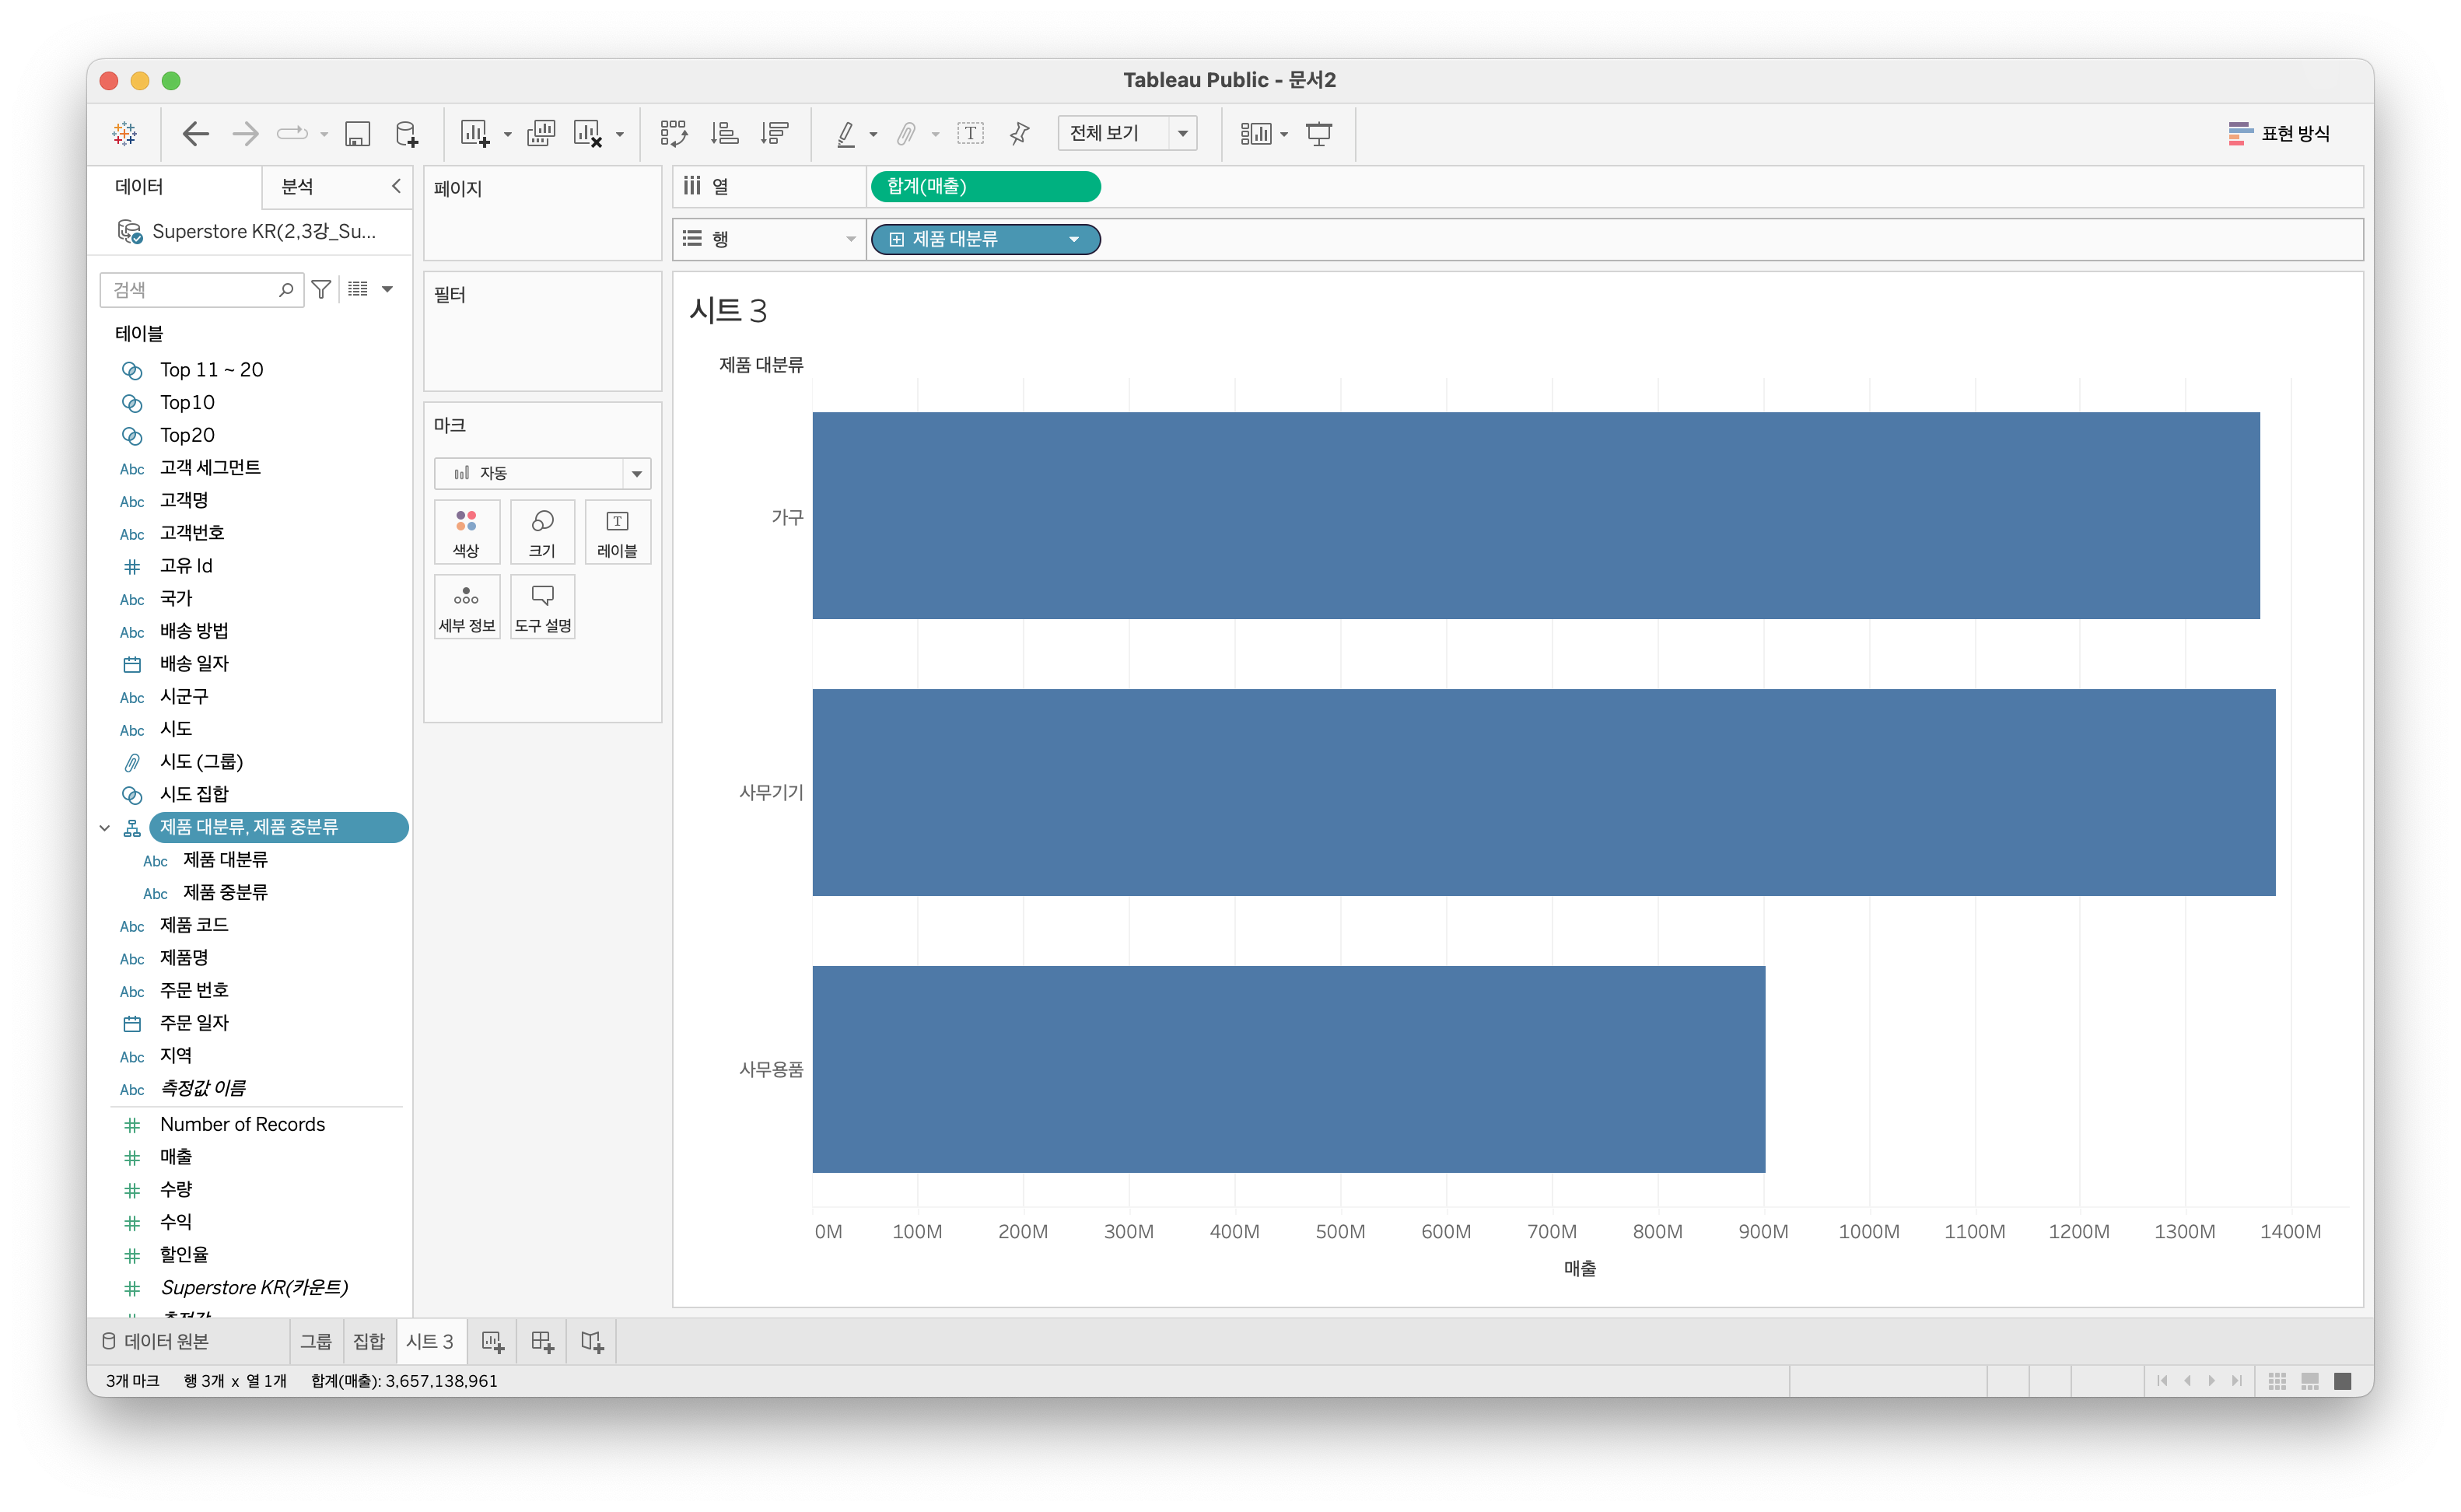 Tableau Public - 문서2
전체 보기
표현 방식
데이터
분석
Superstore KR(2,3강_Su...
검색
테이블
Top 11 ~ 20
Top10
Top20
Abc 고객 세그먼트
Abc 고객명
Abc 고객번호
고유 Id
Abc 국가
Abc 배송 방법
배송 일자
Abc 시군구
Abc 시도
시도 (그룹)
시도 집합
제품 대분류, 제품 중분류
Abc 제품 대분류
Abc 제품 중분류
Abc 제품 코드
Abc 제품명
Abc 주문 번호
주문 일자
Abc 지역
Abc 측정값 이름
Number of Records
매출
수량
수익
할인율
Superstore KR(카운트)
페이지
필터
마크
자동
색상
크기
레이블
세부 정보
도구 설명
열
합계(매출)
행
제품 대분류
시트 3
제품 대분류
가구
사무기기
사무용품
0M 100M 200M 300M 400M 500M 600M 700M 800M 900M 1000M 1100M 1200M 1300M 1400M
매출
데이터 원본
그룹
집합
시트 3
3개 마크 행 3개 x 열 1개 합계(매출): 3,657,138,961